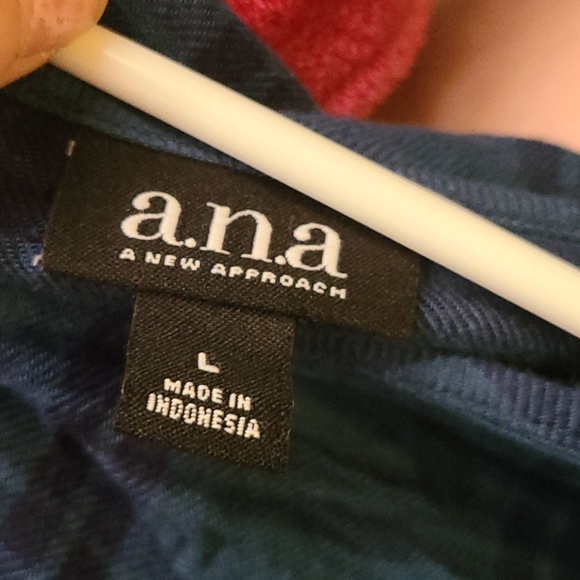 a.n.a
A NEW APPROACH
L
MADE IN
INDONESIA